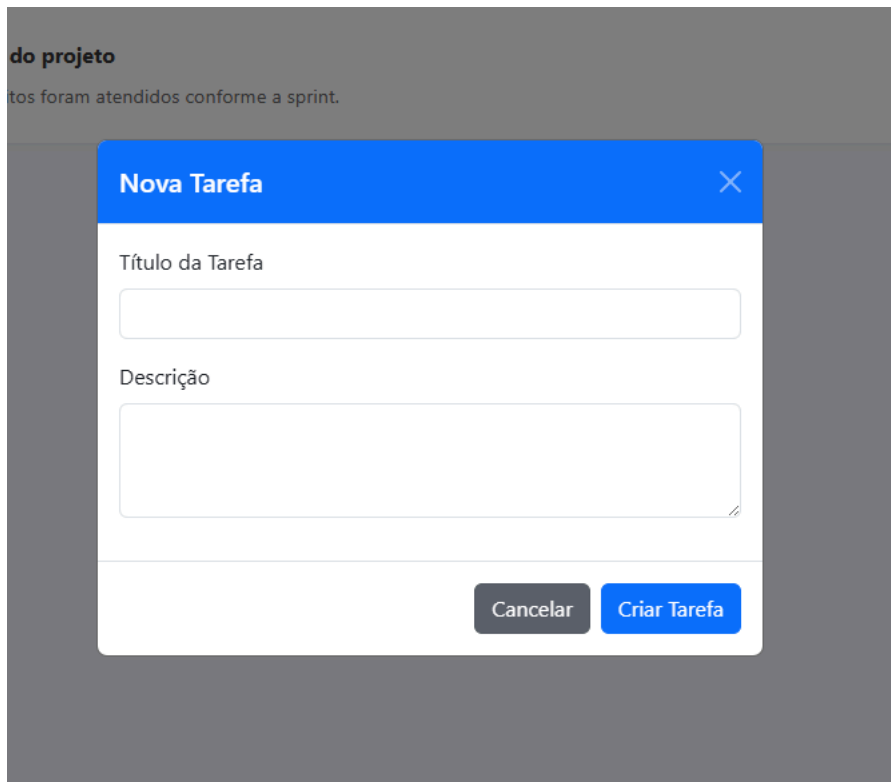 do projeto
tos foram atendidos conforme a sprint.
Nova Tarefa
Título da Tarefa
Descrição
Cancelar
Criar Tarefa